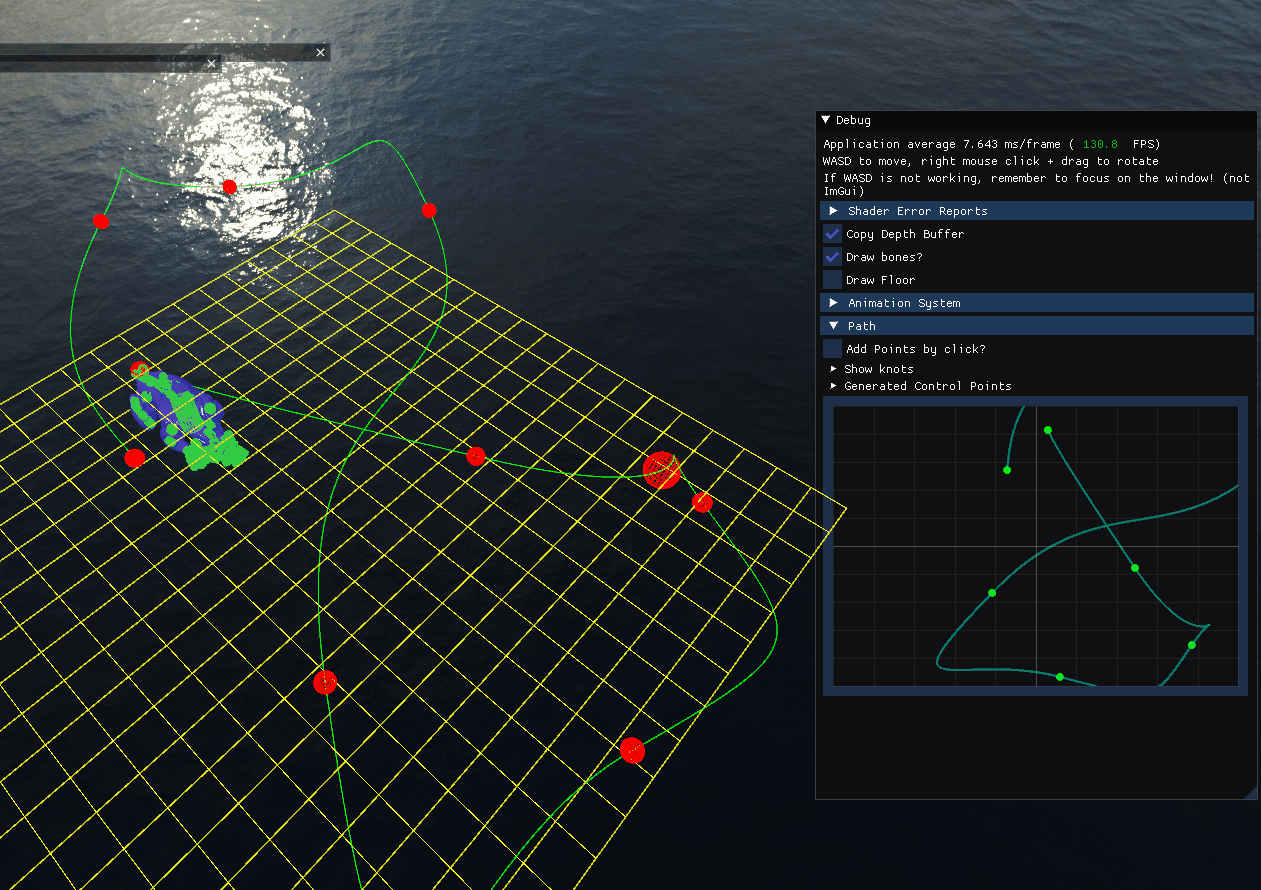 Debug
Application average 7.643 ms/frame ( 130.8 FPS)
WASD to move, right mouse click + drag to rotate
If WASD is not working, remember to focus on the window! (not
ImGui)
Shader Error Reports
Copy Depth Buffer
Draw bones?
Draw Floor
Animation System
Path
Add Points by click?
Show knots
Generated Control Points